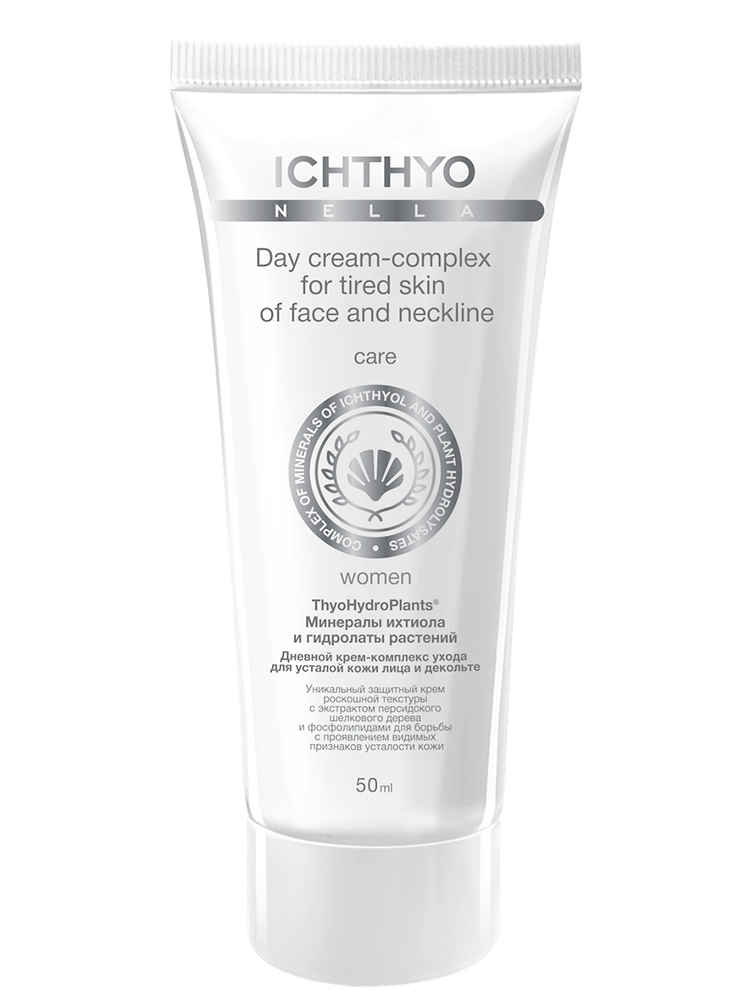 ICHTHYO
NELLA
Day cream-complex
for tired skin
of face and neckline
care
COMPLEX OF MINERALS OF ICHTHYOL AND PLANT HYDROLYSATES •
women
ThyoHydroPlants®
Минералы ихтиола
и гидролаты растений
Дневной крем-комплекс ухода
для усталой кожи лица и декольте
Уникальный защитный крем
роскошной текстуры
с экстрактом персидского
шелкового дерева
и фосфолипидами для борьбы
с проявлением видимых
признаков усталости кожи
50ml